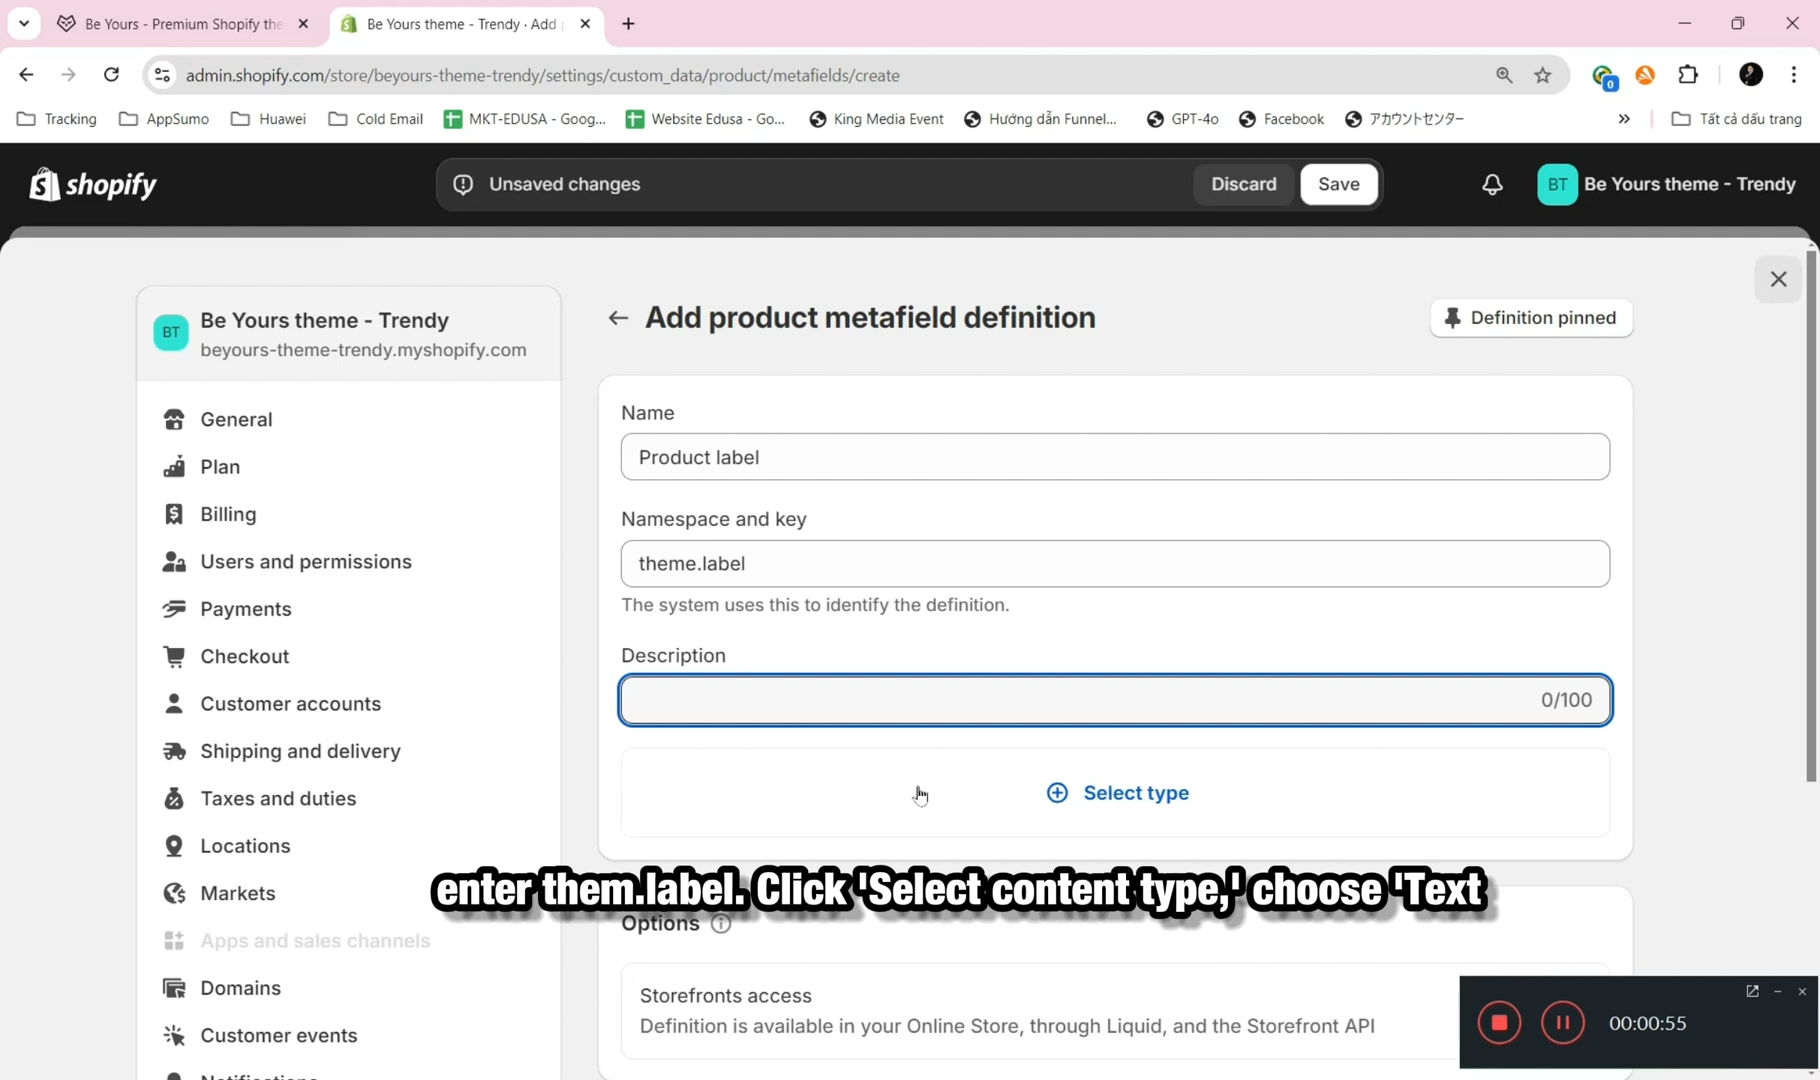 Be Yours - Premium Shopify the
Be Yours theme - Trendy · Add p
admin.shopify.com/store/beyours-theme-trendy/settings/custom_data/product/metafields/create
0
Tracking
AppSumo
Huawei
Cold Email
MKT-EDUSA - Goog...
Website Edusa - Go...
King Media Event
Hướng dẫn Funnel...
GPT-4o
Facebook
アカウントセンター
Tất cả dấu trang
shopify
Unsaved changes
Discard
Save
BT
Be Yours theme - Trendy
BT
Be Yours theme - Trendy
beyours-theme-trendy.myshopify.com
General
Plan
Billing
Users and permissions
Payments
Checkout
Customer accounts
Shipping and delivery
Taxes and duties
Locations
Markets
Apps and sales channels
Domains
Customer events
Notifications
Add product metafield definition
Definition pinned
Name
Product label
Namespace and key
theme.label
The system uses this to identify the definition.
Description
0/100
Select type
enter them.label. Click 'Select content type,' choose 'Text
Options
Storefronts access
Definition is available in your Online Store, through Liquid, and the Storefront API
00:00:55